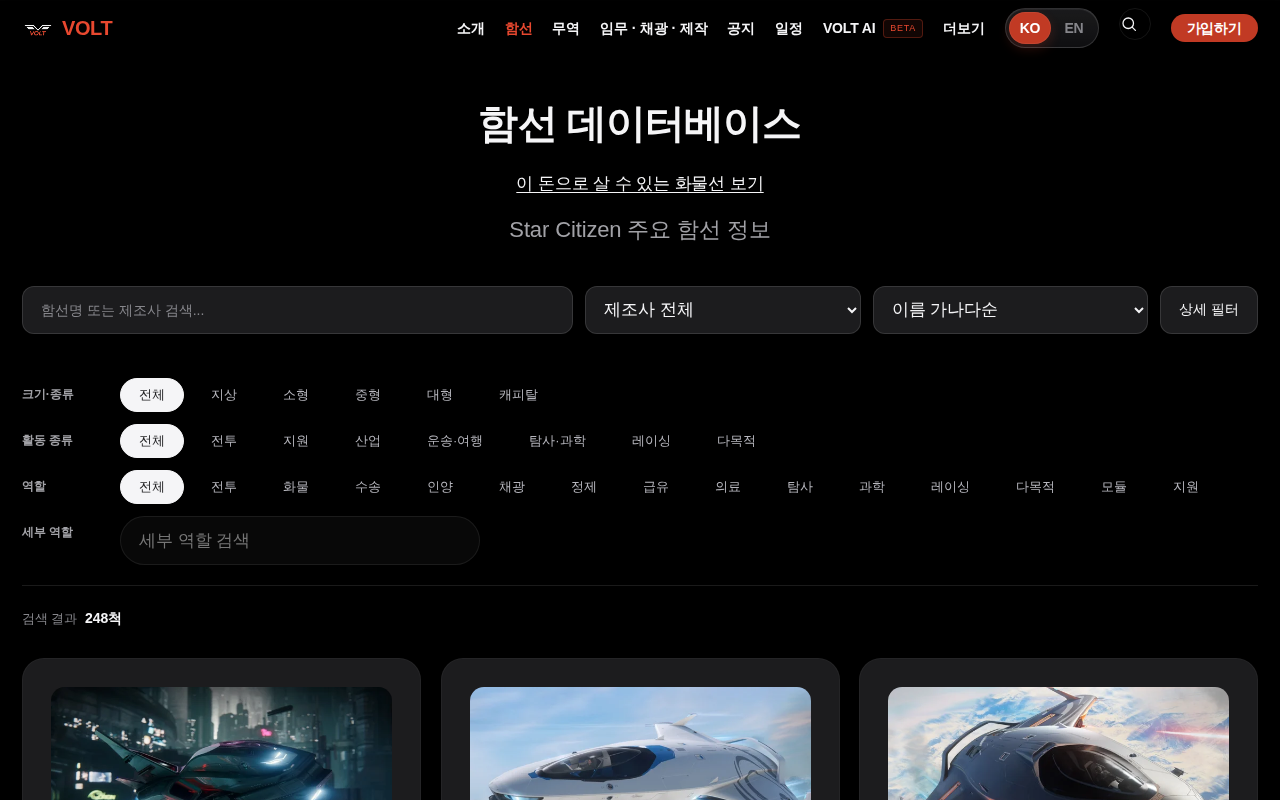 VOLT VOLT 소개 함선 무역 임무 · 채광 · 제작 공지 일정 VOLT AI BETA 더보기 KO EN 가입하기
함선 데이터베이스
이 돈으로 살 수 있는 화물선 보기
Star Citizen 주요 함선 정보
함선명 또는 제조사 검색... 제조사 전체 이름 가나다순 상세 필터
크기·종류 전체 지상 소형 중형 대형 캐피탈
활동 종류 전체 전투 지원 산업 운송·여행 탐사·과학 레이싱 다목적
역할 전체 전투 화물 수송 인양 채광 정제 급유 의료 탐사 과학 레이싱 다목적 모듈 지원
세부 역할 세부 역할 검색
검색 결과 248척